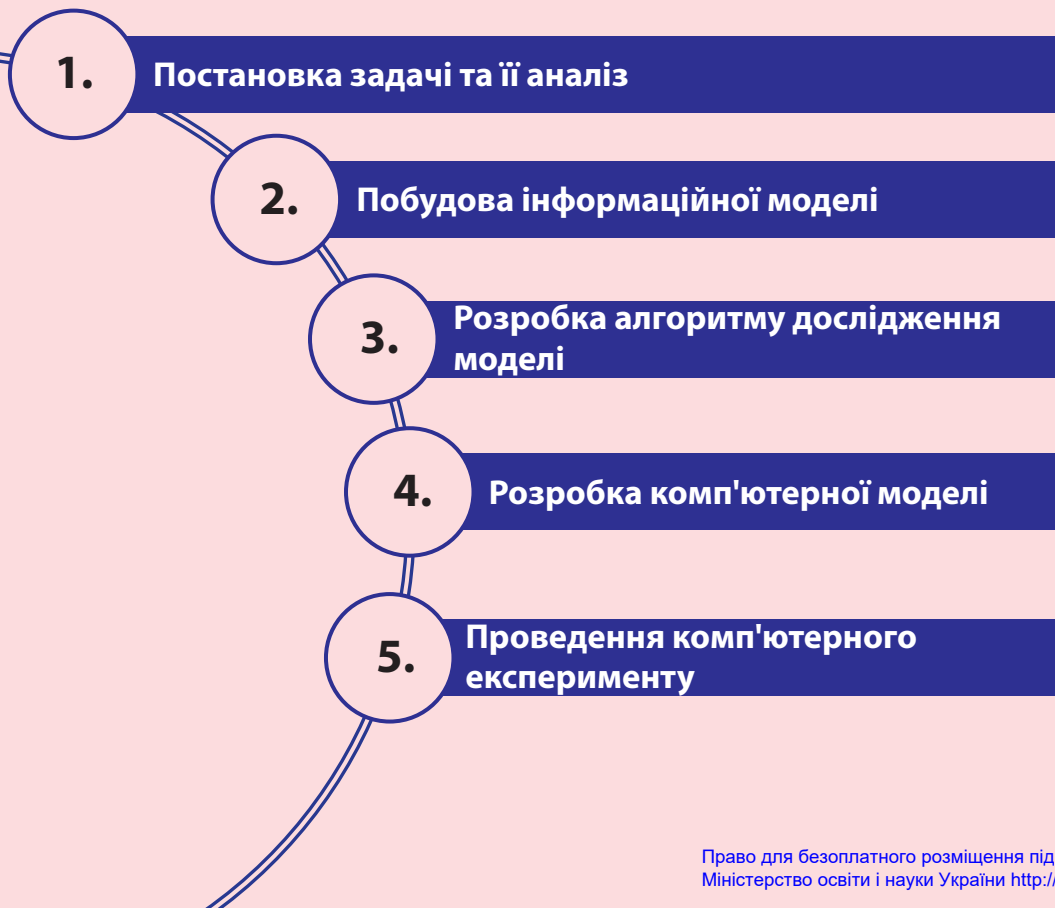 1.
Постановка задачі та її аналіз
2.
Побудова інформаційної моделі
3.
Розробка алгоритму дослідження
моделі
4.
Розробка комп'ютерної моделі
5.
Проведення комп'ютерного
експерименту
Право для безоплатного розміщення під
Міністерство освіти і науки України http:/